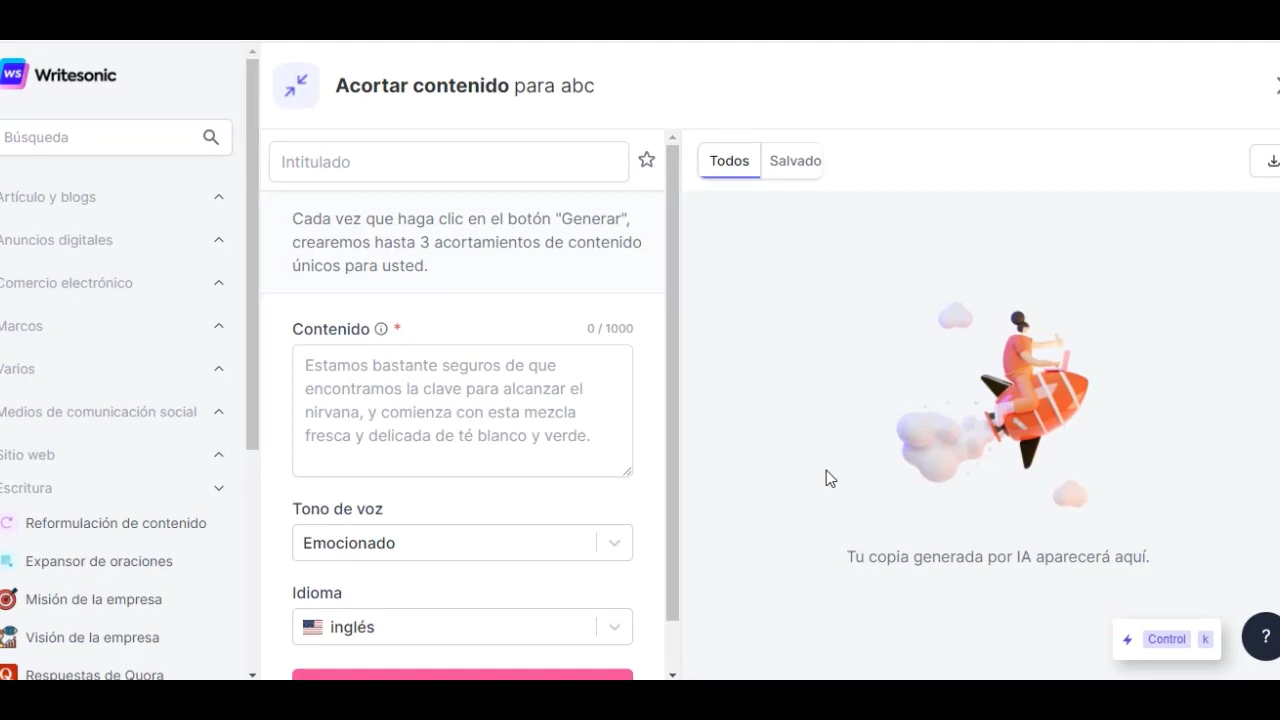 ws Writesonic
Búsqueda
Artículo y blogs
Anuncios digitales
Comercio electrónico
Marcos
Varios
Medios de comunicación social
Sitio web
Escritura
Reformulación de contenido
Expansor de oraciones
Misión de la empresa
Visión de la empresa
Respuestas de Quora
Acortar contenido para abc
Intitulado
Cada vez que haga clic en el botón "Generar",
crearemos hasta 3 acortamientos de contenido
únicos para usted.
Contenido * 0 / 1000
Estamos bastante seguros de que
encontramos la clave para alcanzar el
nirvana, y comienza con esta mezcla
fresca y delicada de té blanco y verde.
Tono de voz
Emocionado
Idioma
inglés
Todos Salvado
Tu copia generada por IA aparecerá aquí.
Control k
?